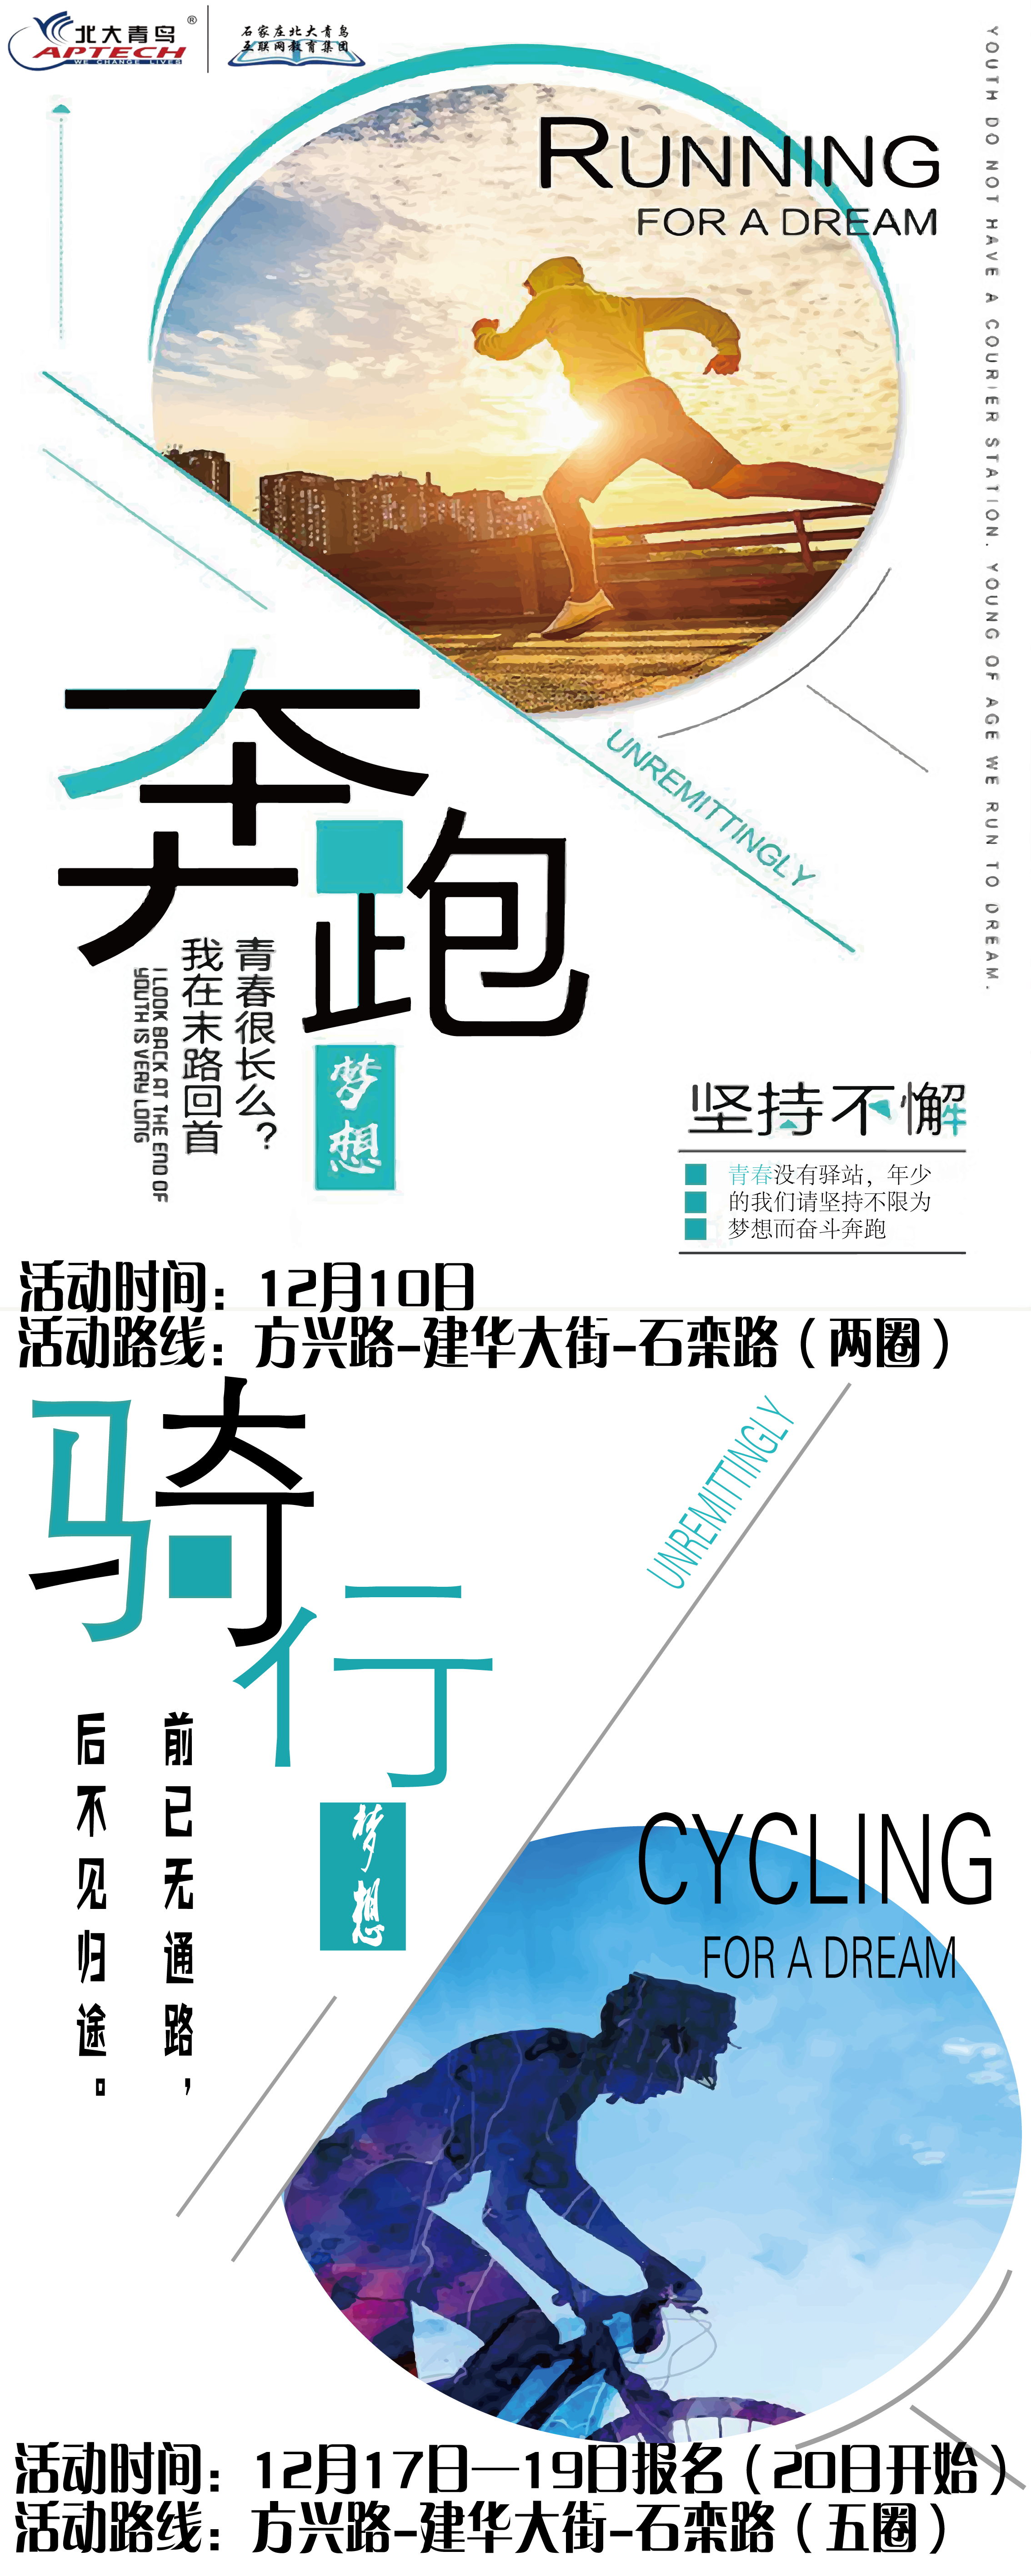 北大青鸟®
APTECH
WE CHANGE LIVES
石家庄北大青鸟
互联网教育集团
RUNNING
FOR A DREAM
YOUTH DO NOT HAVE A COURIER STATION. YOUNG OF AGE WE RUN TO DREAM.
UNREMITTINGLY
奔跑
青春很长么？
我在末路回首
I LOOK BACK AT THE END OF
YOUTH IS VERY LONG
梦想
坚持不懈
青春没有驿站，年少
的我们请坚持不限为
梦想而奋斗奔跑
活动时间：12月10日
活动路线：方兴路-建华大街-石栾路（两圈）
骑行
UNREMITTINGLY
前已无通路，
后不见归途。
梦想
CYCLING
FOR A DREAM
活动时间：12月17日—19日报名（20日开始）
活动路线：方兴路-建华大街-石栾路（五圈）